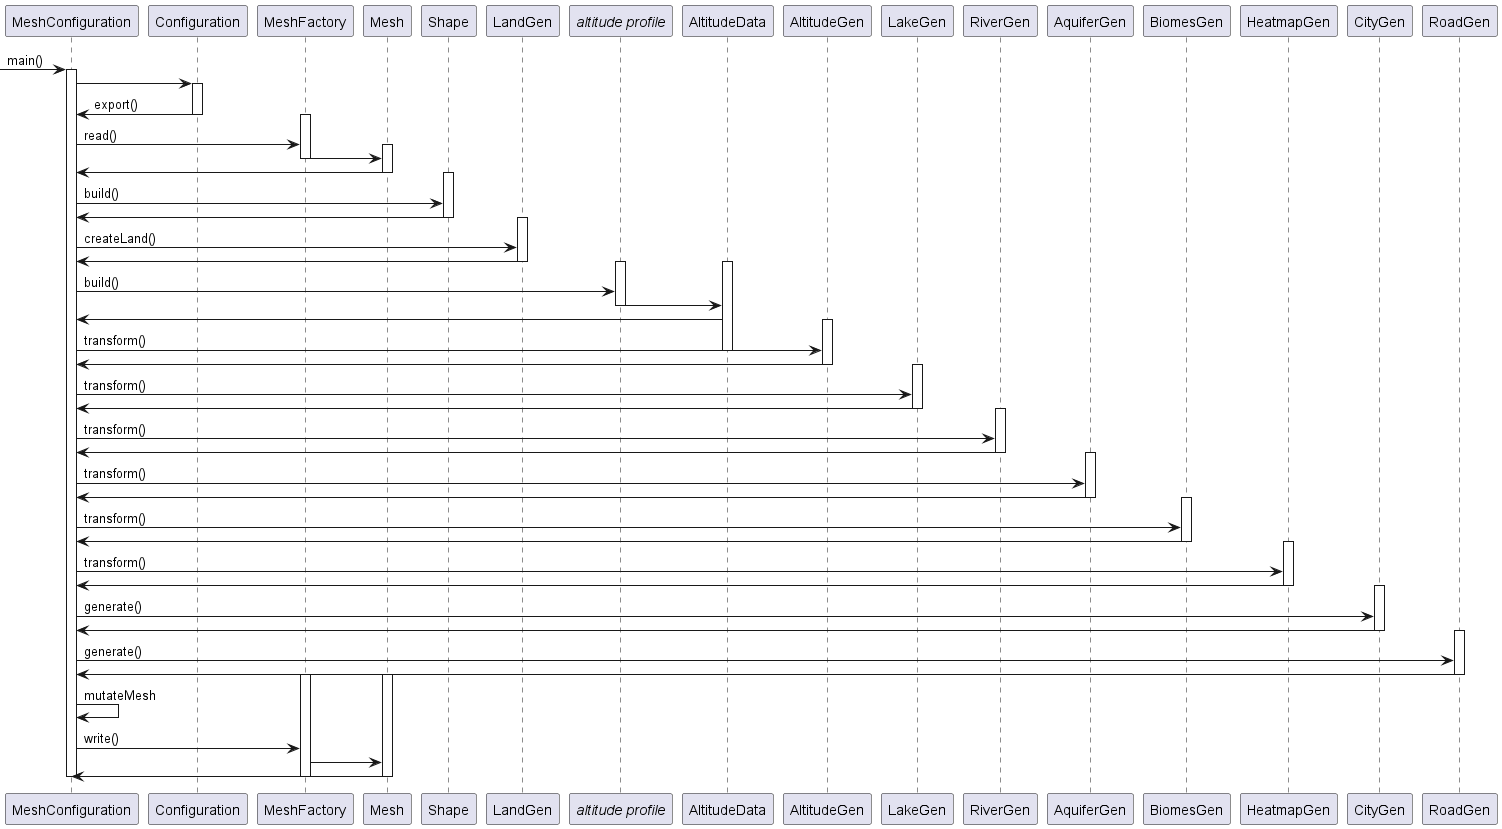 MeshConfiguration Configuration MeshFactory Mesh Shape LandGen altitude profile AltitudeData AltitudeGen LakeGen RiverGen AquiferGen BiomesGen HeatmapGen CityGen RoadGen
main()
export()
read()
build()
createLand()
build()
transform()
transform()
transform()
transform()
transform()
transform()
generate()
generate()
mutateMesh
write()
MeshConfiguration Configuration MeshFactory Mesh Shape LandGen altitude profile AltitudeData AltitudeGen LakeGen RiverGen AquiferGen BiomesGen HeatmapGen CityGen RoadGen